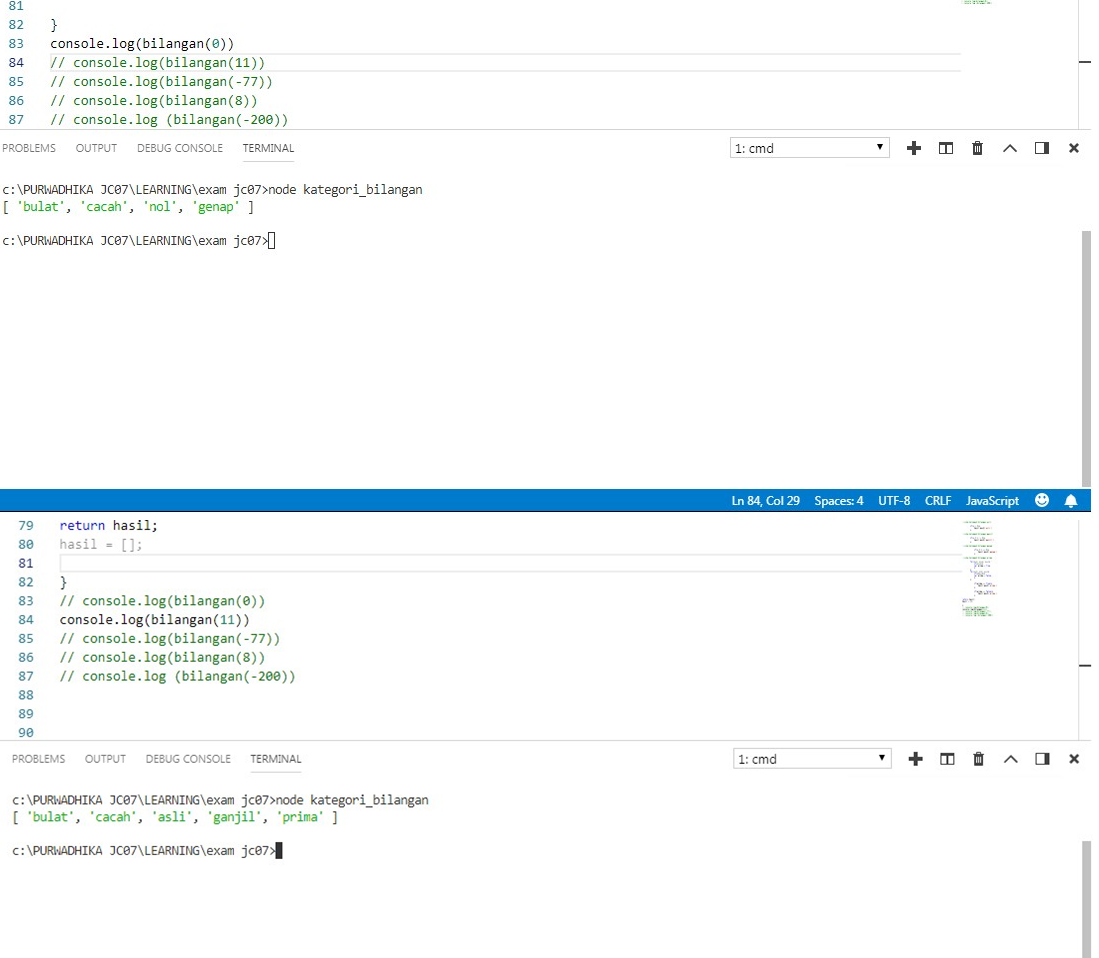 81
82 }
83 console.log(bilangan(0))
84 // console.log(bilangan(11))
85 // console.log(bilangan(-77))
86 // console.log(bilangan(8))
87 // console.log (bilangan(-200))
PROBLEMS OUTPUT DEBUG CONSOLE TERMINAL 1: cmd
c:\PURWADHIKA JC07\LEARNING\exam jc07>node kategori_bilangan
[ 'bulat', 'cacah', 'nol', 'genap' ]
c:\PURWADHIKA JC07\LEARNING\exam jc07>
Ln 84, Col 29 Spaces: 4 UTF-8 CRLF JavaScript
79 return hasil;
80 hasil = [];
81
82 }
83 // console.log(bilangan(0))
84 console.log(bilangan(11))
85 // console.log(bilangan(-77))
86 // console.log(bilangan(8))
87 // console.log (bilangan(-200))
88
89
90
PROBLEMS OUTPUT DEBUG CONSOLE TERMINAL 1: cmd
c:\PURWADHIKA JC07\LEARNING\exam jc07>node kategori_bilangan
[ 'bulat', 'cacah', 'asli', 'ganjil', 'prima' ]
c:\PURWADHIKA JC07\LEARNING\exam jc07>